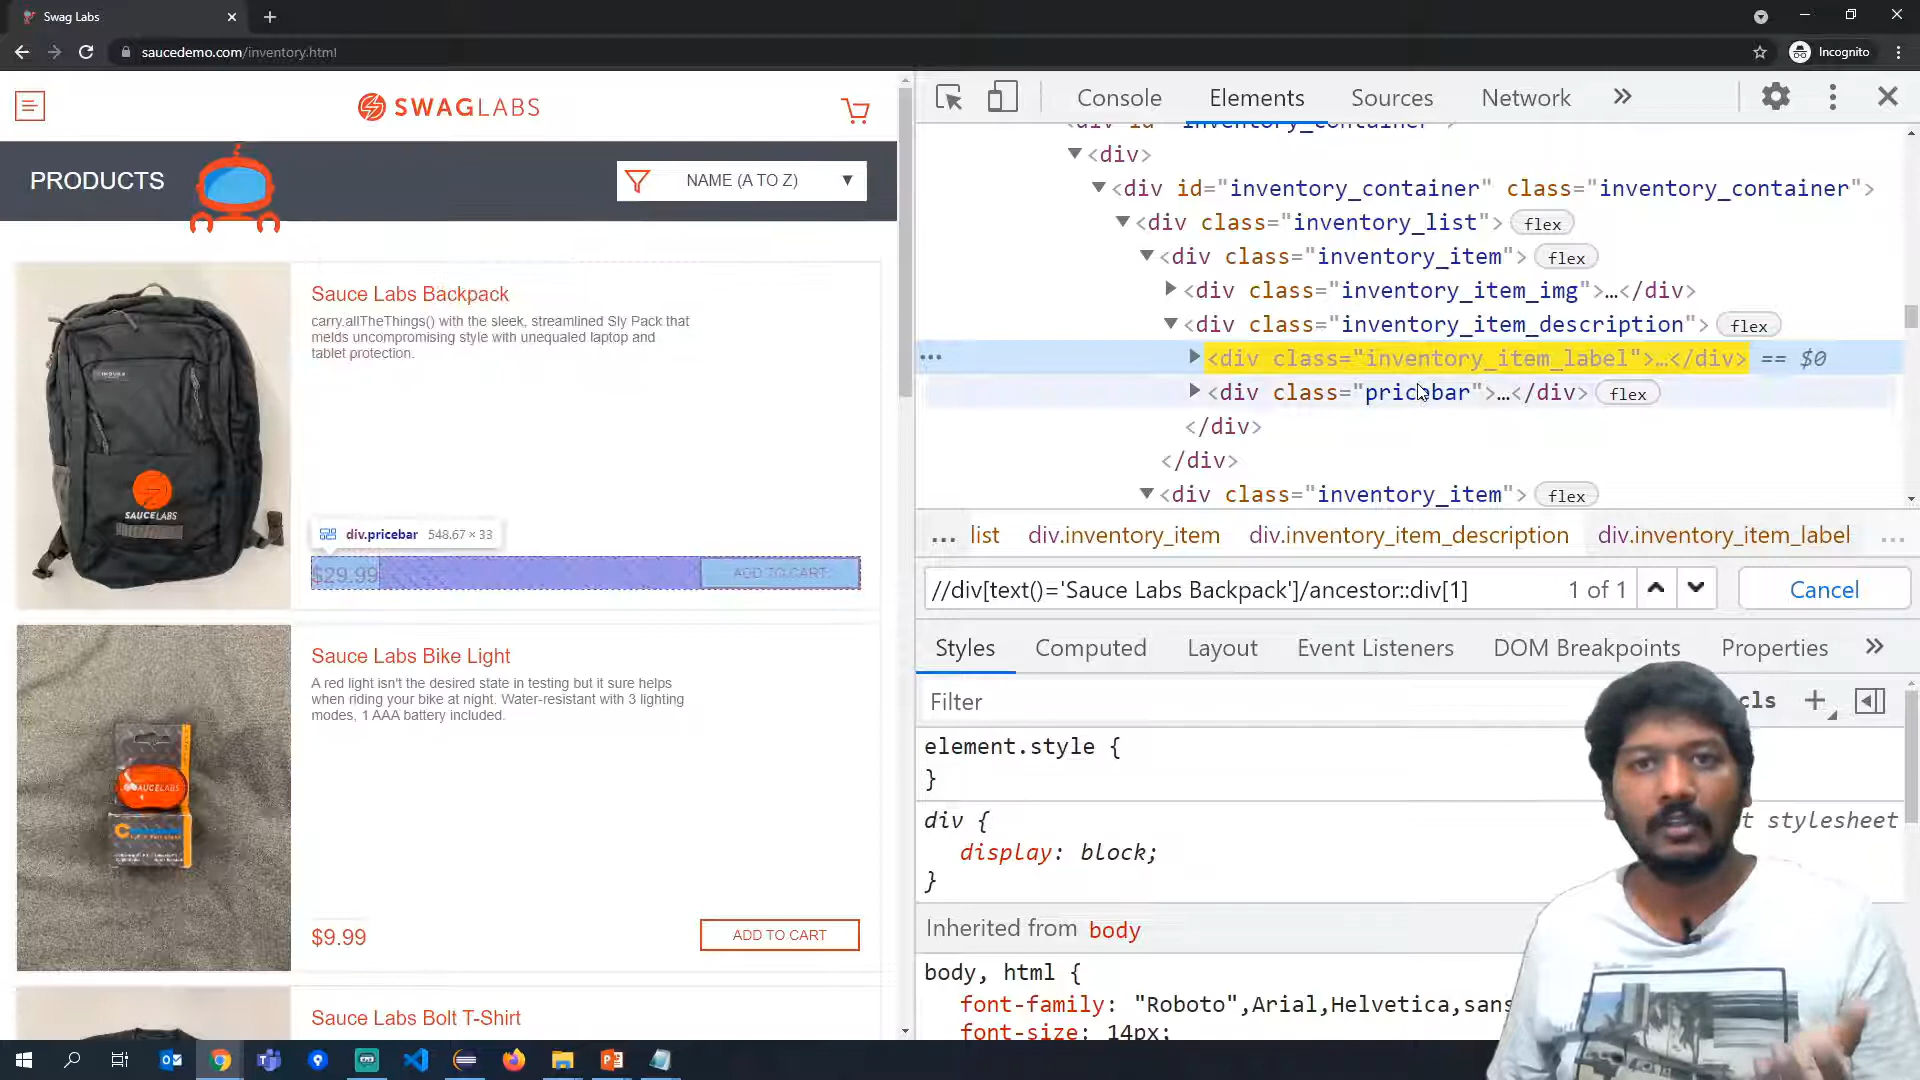 Swag Labs
saucedemo.com/inventory.html
Incognito
SWAGLABS
PRODUCTS
NAME (A TO Z)
Sauce Labs Backpack
carry.allTheThings() with the sleek, streamlined Sly Pack that
melds uncompromising style with unequaled laptop and
tablet protection.
SAUCELABS
div.pricebar 548.67 × 33
$29.99
ADD TO CART
Sauce Labs Bike Light
A red light isn't the desired state in testing but it sure helps
when riding your bike at night. Water-resistant with 3 lighting
modes, 1 AAA battery included.
$9.99
ADD TO CART
Sauce Labs Bolt T-Shirt
Console Elements Sources Network
<div>
<div id="inventory_container" class="inventory_container">
<div class="inventory_list"> flex
<div class="inventory_item"> flex
<div class="inventory_item_img">…</div>
<div class="inventory_item_description"> flex
<div class="inventory_item_label">…</div> == $0
<div class="pricebar">…</div> flex
</div>
</div>
<div class="inventory_item"> flex
… list div.inventory_item div.inventory_item_description div.inventory_item_label …
//div[text()='Sauce Labs Backpack']/ancestor::div[1] 1 of 1 Cancel
Styles Computed Layout Event Listeners DOM Breakpoints Properties
Filter
cls
element.style {
}
div {
t stylesheet
display: block;
}
Inherited from body
body, html {
font-family: "Roboto",Arial,Helvetica,sans
font-size: 14px;